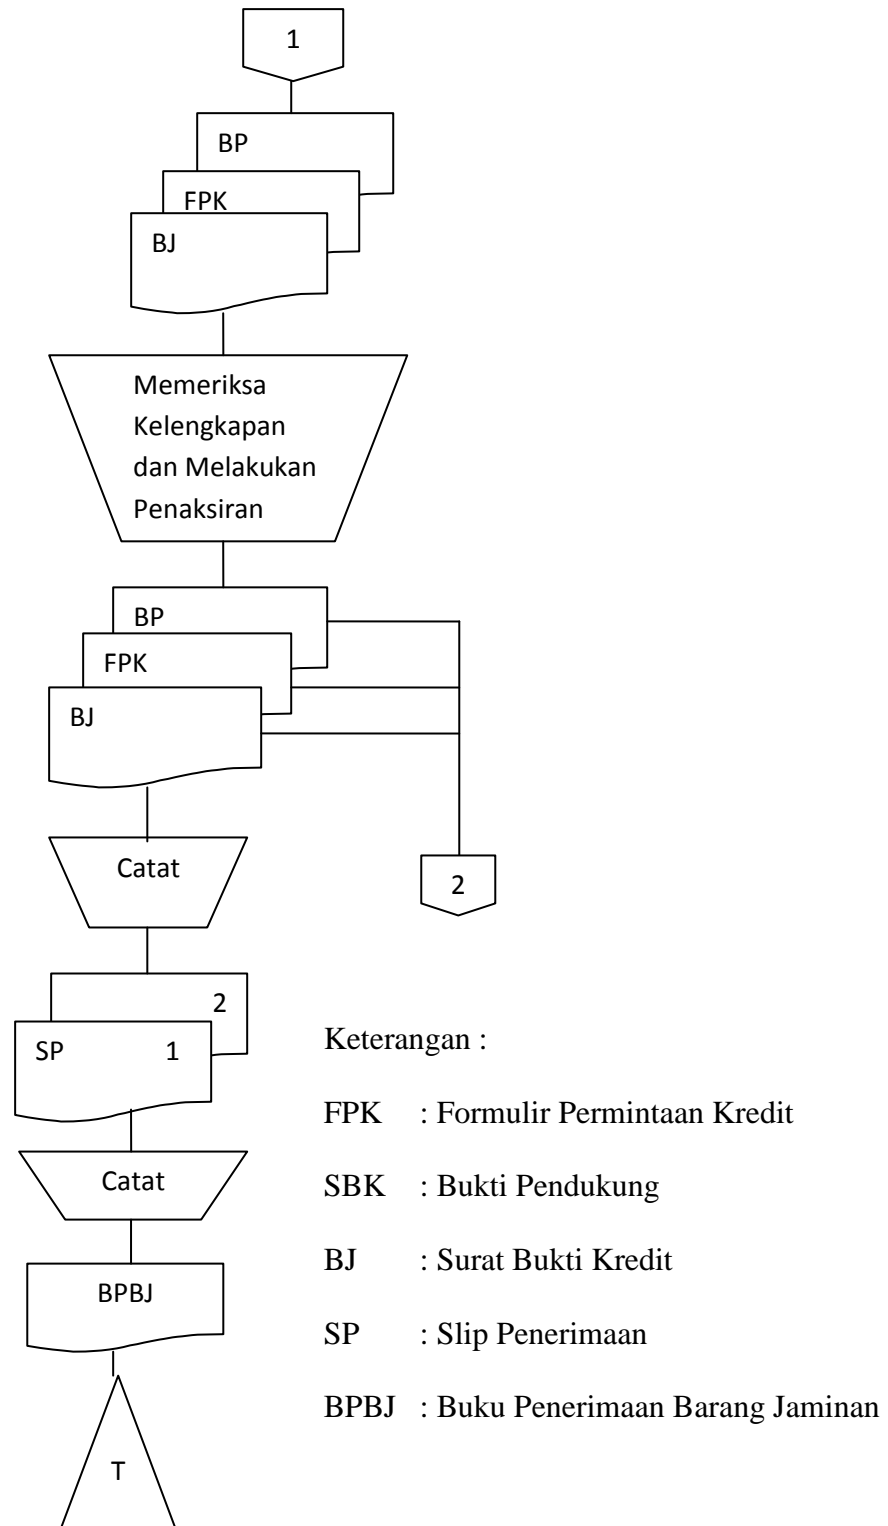 1
BP
FPK
BJ
Memeriksa
Kelengkapan
dan Melakukan
Penaksiran
BP
FPK
BJ
Catat
2
2
SP 1
Catat
BPBJ
T
Keterangan :
FPK : Formulir Permintaan Kredit
SBK : Bukti Pendukung
BJ : Surat Bukti Kredit
SP : Slip Penerimaan
BPBJ : Buku Penerimaan Barang Jaminan